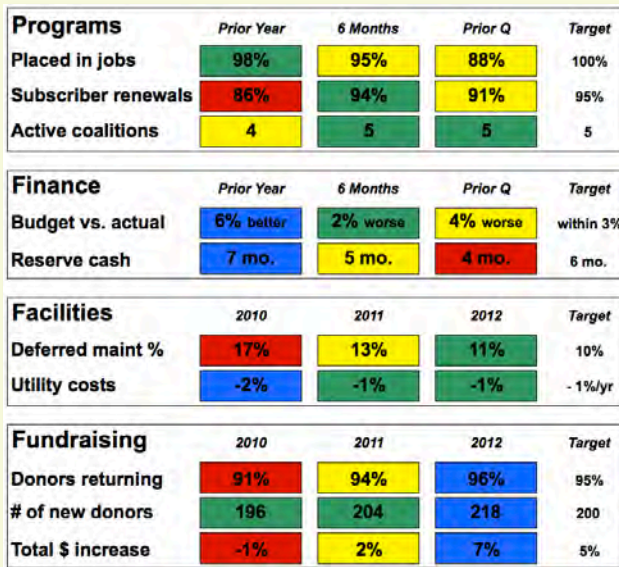 Programs Prior Year 6 Months Prior Q Target
Placed in jobs 98% 95% 88% 100%
Subscriber renewals 86% 94% 91% 95%
Active coalitions 4 5 5 5
Finance Prior Year 6 Months Prior Q Target
Budget vs. actual 6% better 2% worse 4% worse within 3%
Reserve cash 7 mo. 5 mo. 4 mo. 6 mo.
Facilities 2010 2011 2012 Target
Deferred maint % 17% 13% 11% 10%
Utility costs -2% -1% -1% - 1%/yr
Fundraising 2010 2011 2012 Target
Donors returning 91% 94% 96% 95%
# of new donors 196 204 218 200
Total $ increase -1% 2% 7% 5%